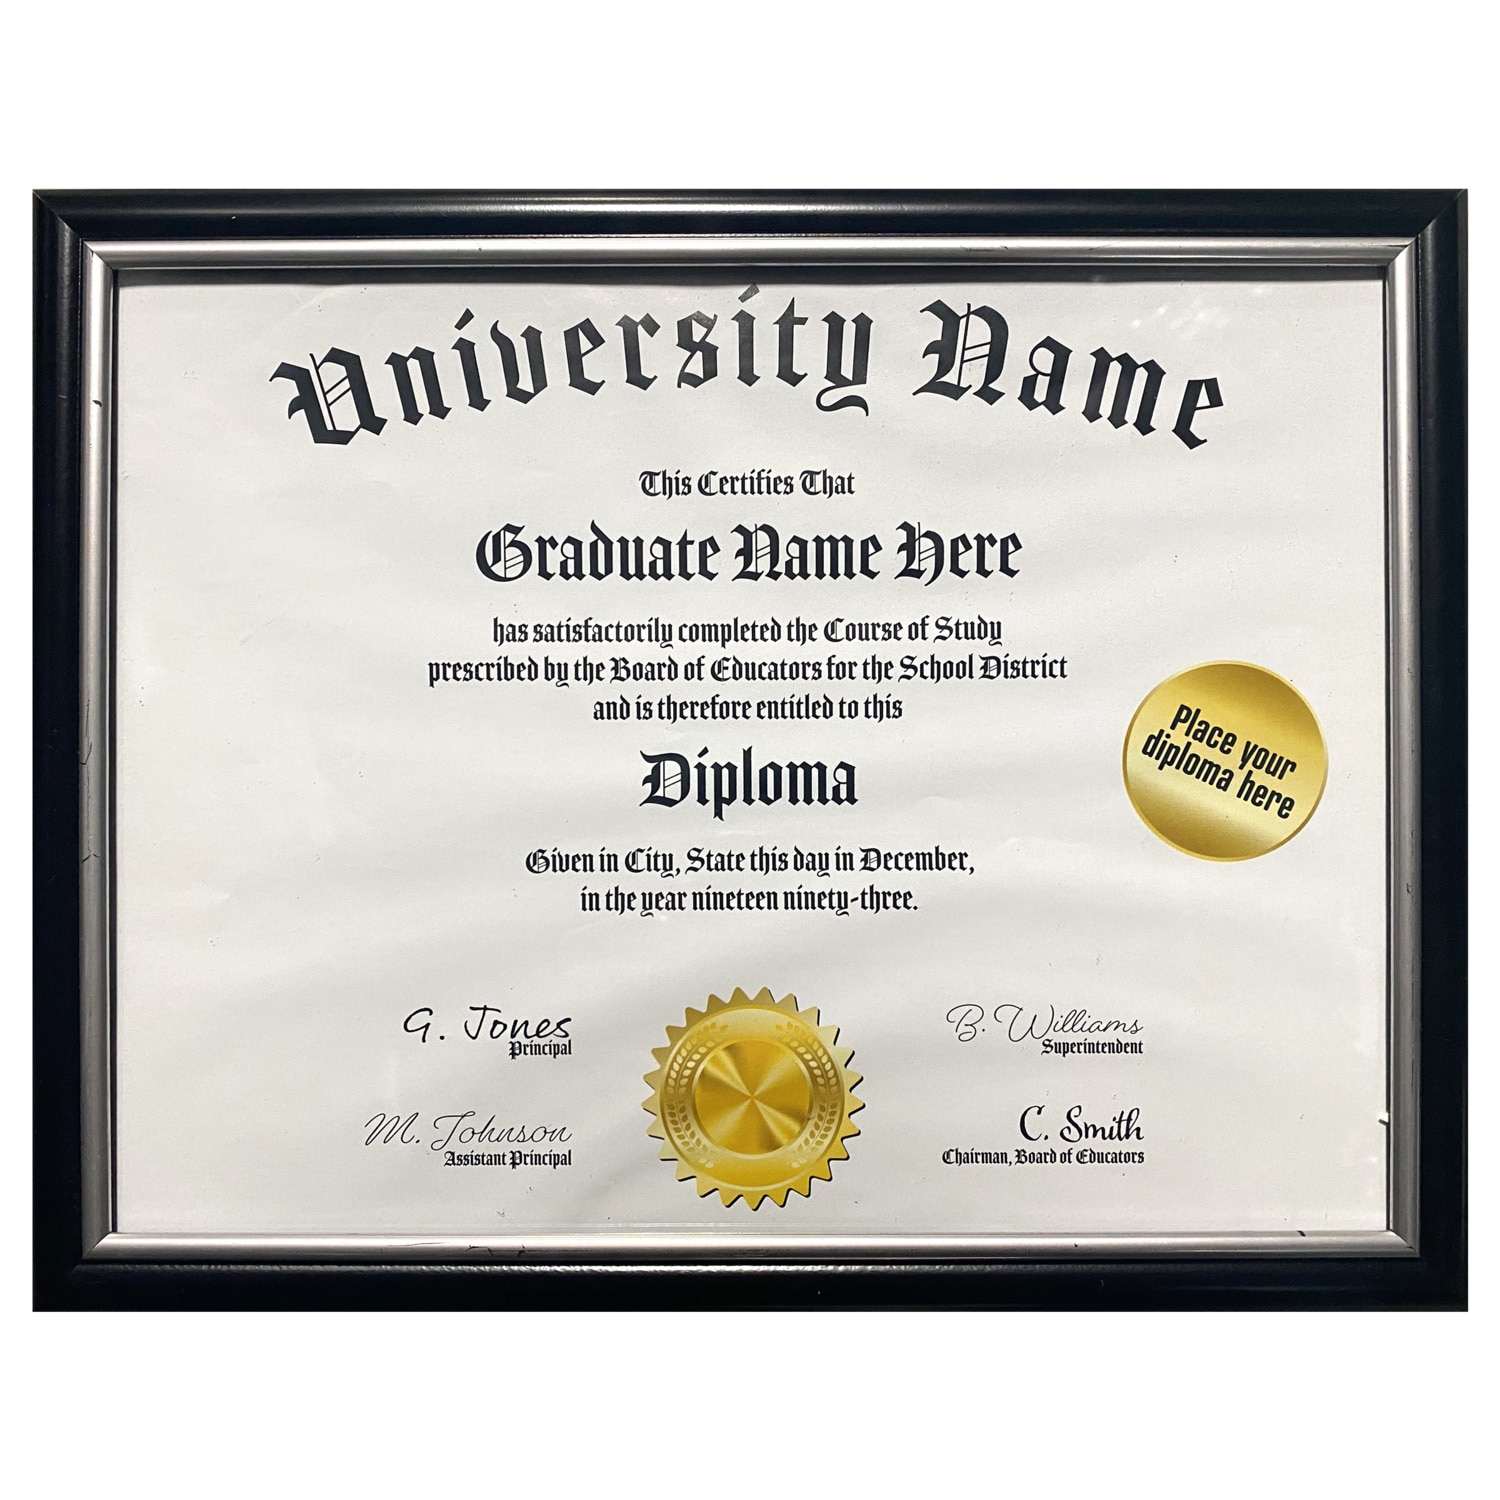 University Name
This Certifies That
Graduate Name Here
has satisfactorily completed the Course of Study
prescribed by the Board of Educators for the School District
and is therefore entitled to this
Diploma
Place your
diploma here
Given in City, State this day in December,
in the year nineteen ninety-three.
G. Jones
Principal
B. Williams
Superintendent
M. Johnson
Assistant Principal
C. Smith
Chairman, Board of Educators